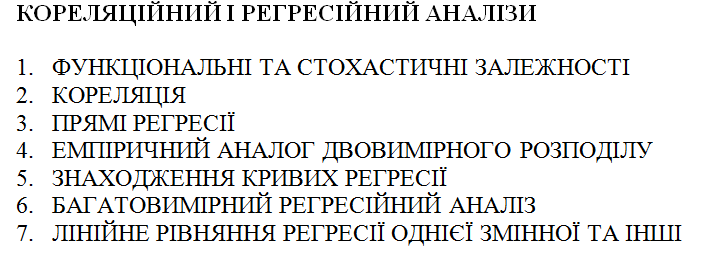 КОРЕЛЯЦІЙНИЙ І РЕГРЕСІЙНИЙ АНАЛІЗИ
1. ФУНКЦІОНАЛЬНІ ТА СТОХАСТИЧНІ ЗАЛЕЖНОСТІ
2. КОРЕЛЯЦІЯ
3. ПРЯМІ РЕГРЕСІЇ
4. ЕМПІРИЧНИЙ АНАЛОГ ДВОВИМІРНОГО РОЗПОДІЛУ
5. ЗНАХОДЖЕННЯ КРИВИХ РЕГРЕСІЇ
6. БАГАТОВИМІРНИЙ РЕГРЕСІЙНИЙ АНАЛІЗ
7. ЛІНІЙНЕ РІВНЯННЯ РЕГРЕСІЇ ОДНІЄЇ ЗМІННОЇ ТА ІНШІ